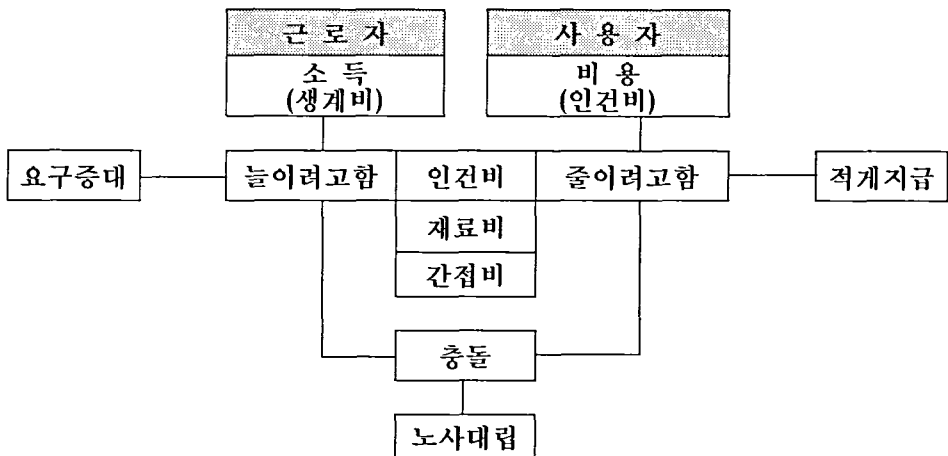 근 로 자
사 용 자
소 득
(생계비)
비 용
(인건비)
요구증대
늘이려고함
인건비
줄이려고함
적게지급
재료비
간접비
충돌
노사대립